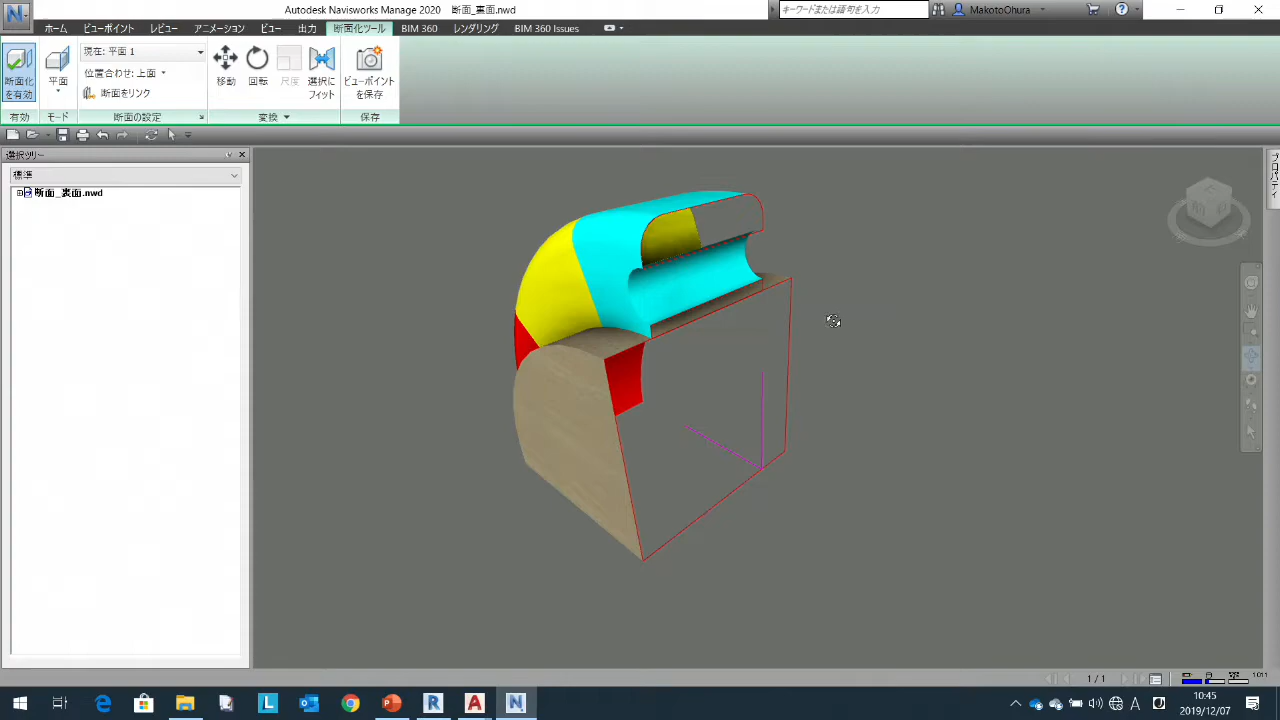 Autodesk Navisworks Manage 2020 断面_裏面.nwd
キーワードまたは語句を入力
MakotoOhura
ホーム ビューポイント レビュー アニメーション ビュー 出力 断面化ツール BIM 360 レンダリング BIM 360 Issues
断面化を有効
平面
現在: 平面 1
位置合わせ: 上面
断面をリンク
移動
回転
尺度
選択にフィット
ビューポイントを保存
有効 モード 断面の設定 変換 保存
選択ツリー
標準
断面_裏面.nwd
プロパティ
1 / 1
10:45
2019/12/07